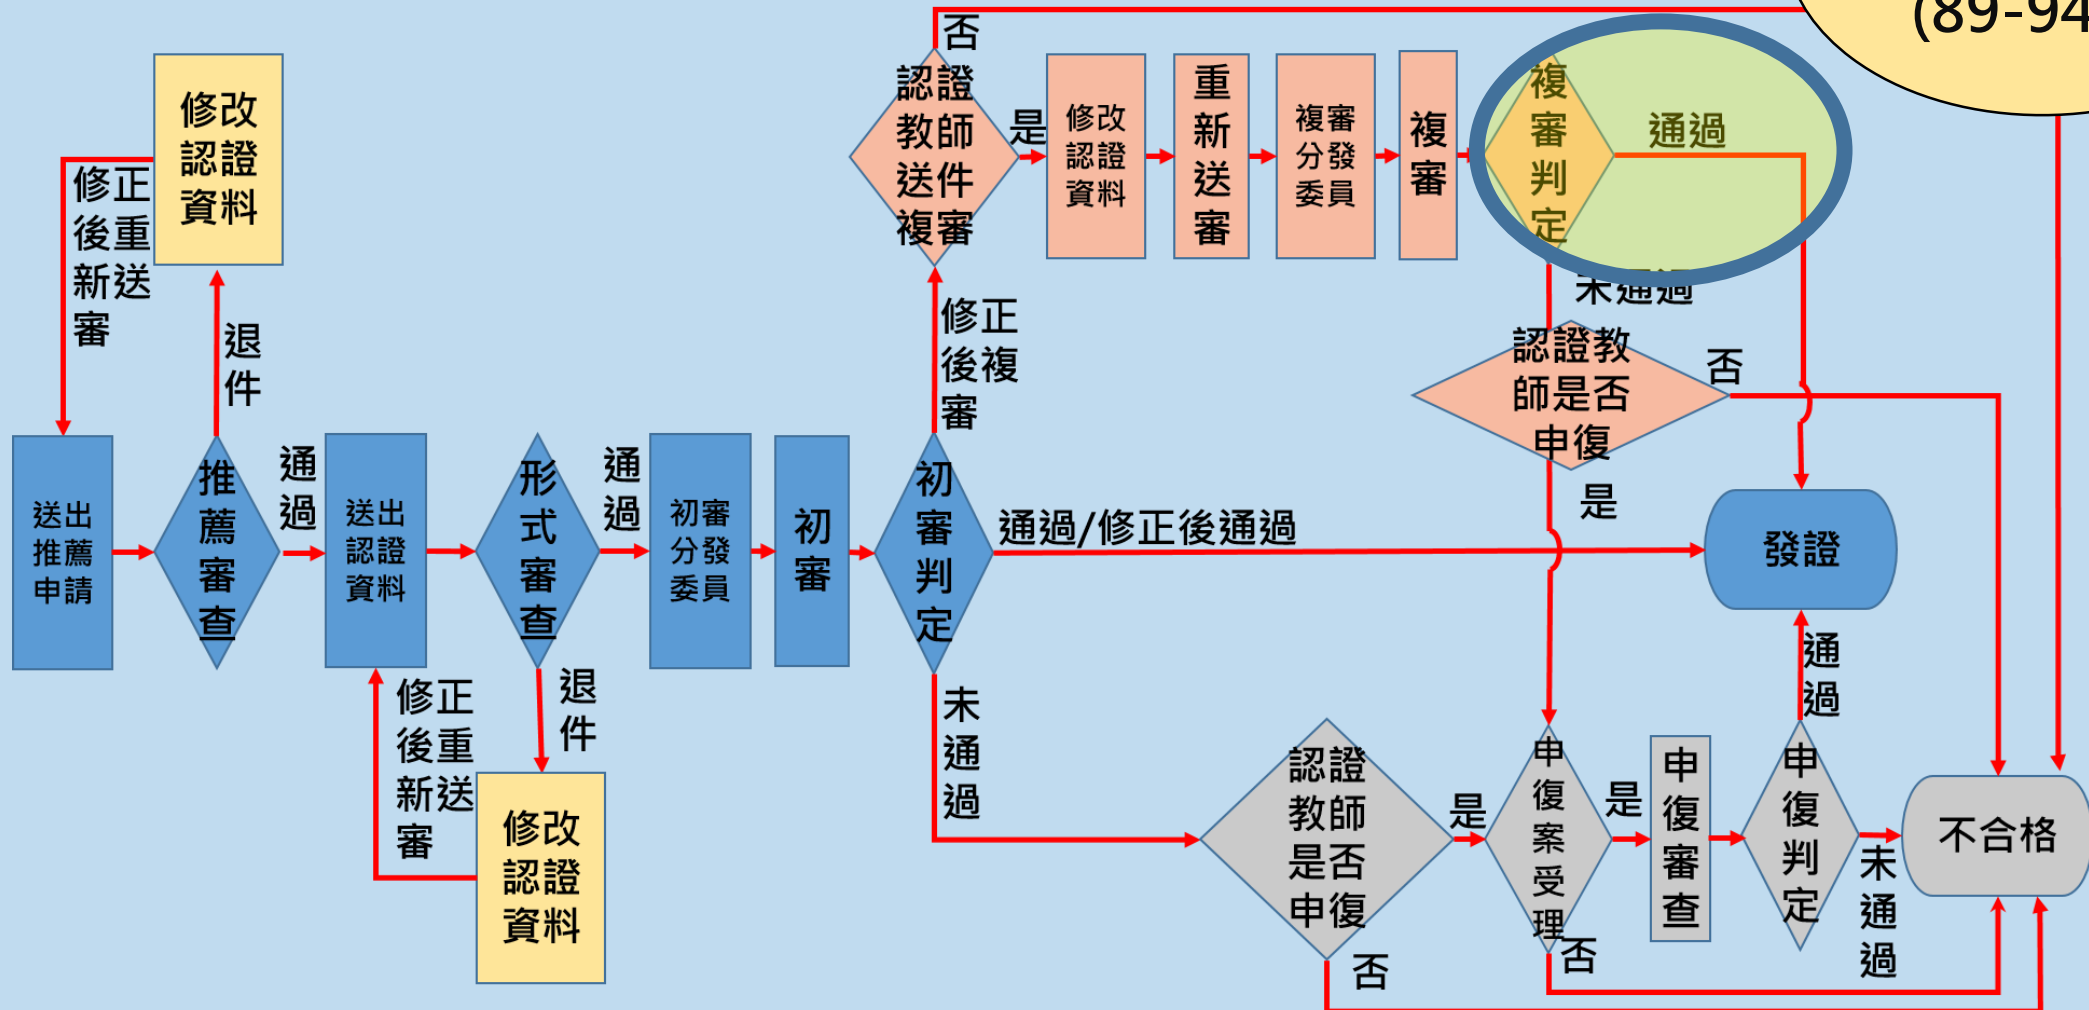 (89-94
否
修改
認證
資料
認證
教師
送件
複審
是
修改
認證
資料
重
新
送
審
複審
分發
委員
複
審
複
審
判
定
通過
未通過
修正
後重
新送
審
退
件
修正
後複
審
認證教
師是否
申復
否
是
送出
推薦
申請
推
薦
審
查
通
過
送出
認證
資料
形
式
審
查
通
過
初審
分發
委員
初
審
初
審
判
定
通過/修正後通過
發證
修正
後重
新送
審
退
件
修改
認證
資料
未
通
過
認證
教師
是否
申復
是
否
申
復
案
受
理
是
否
申
復
審
查
申
復
判
定
通
過
未
通
過
不合格